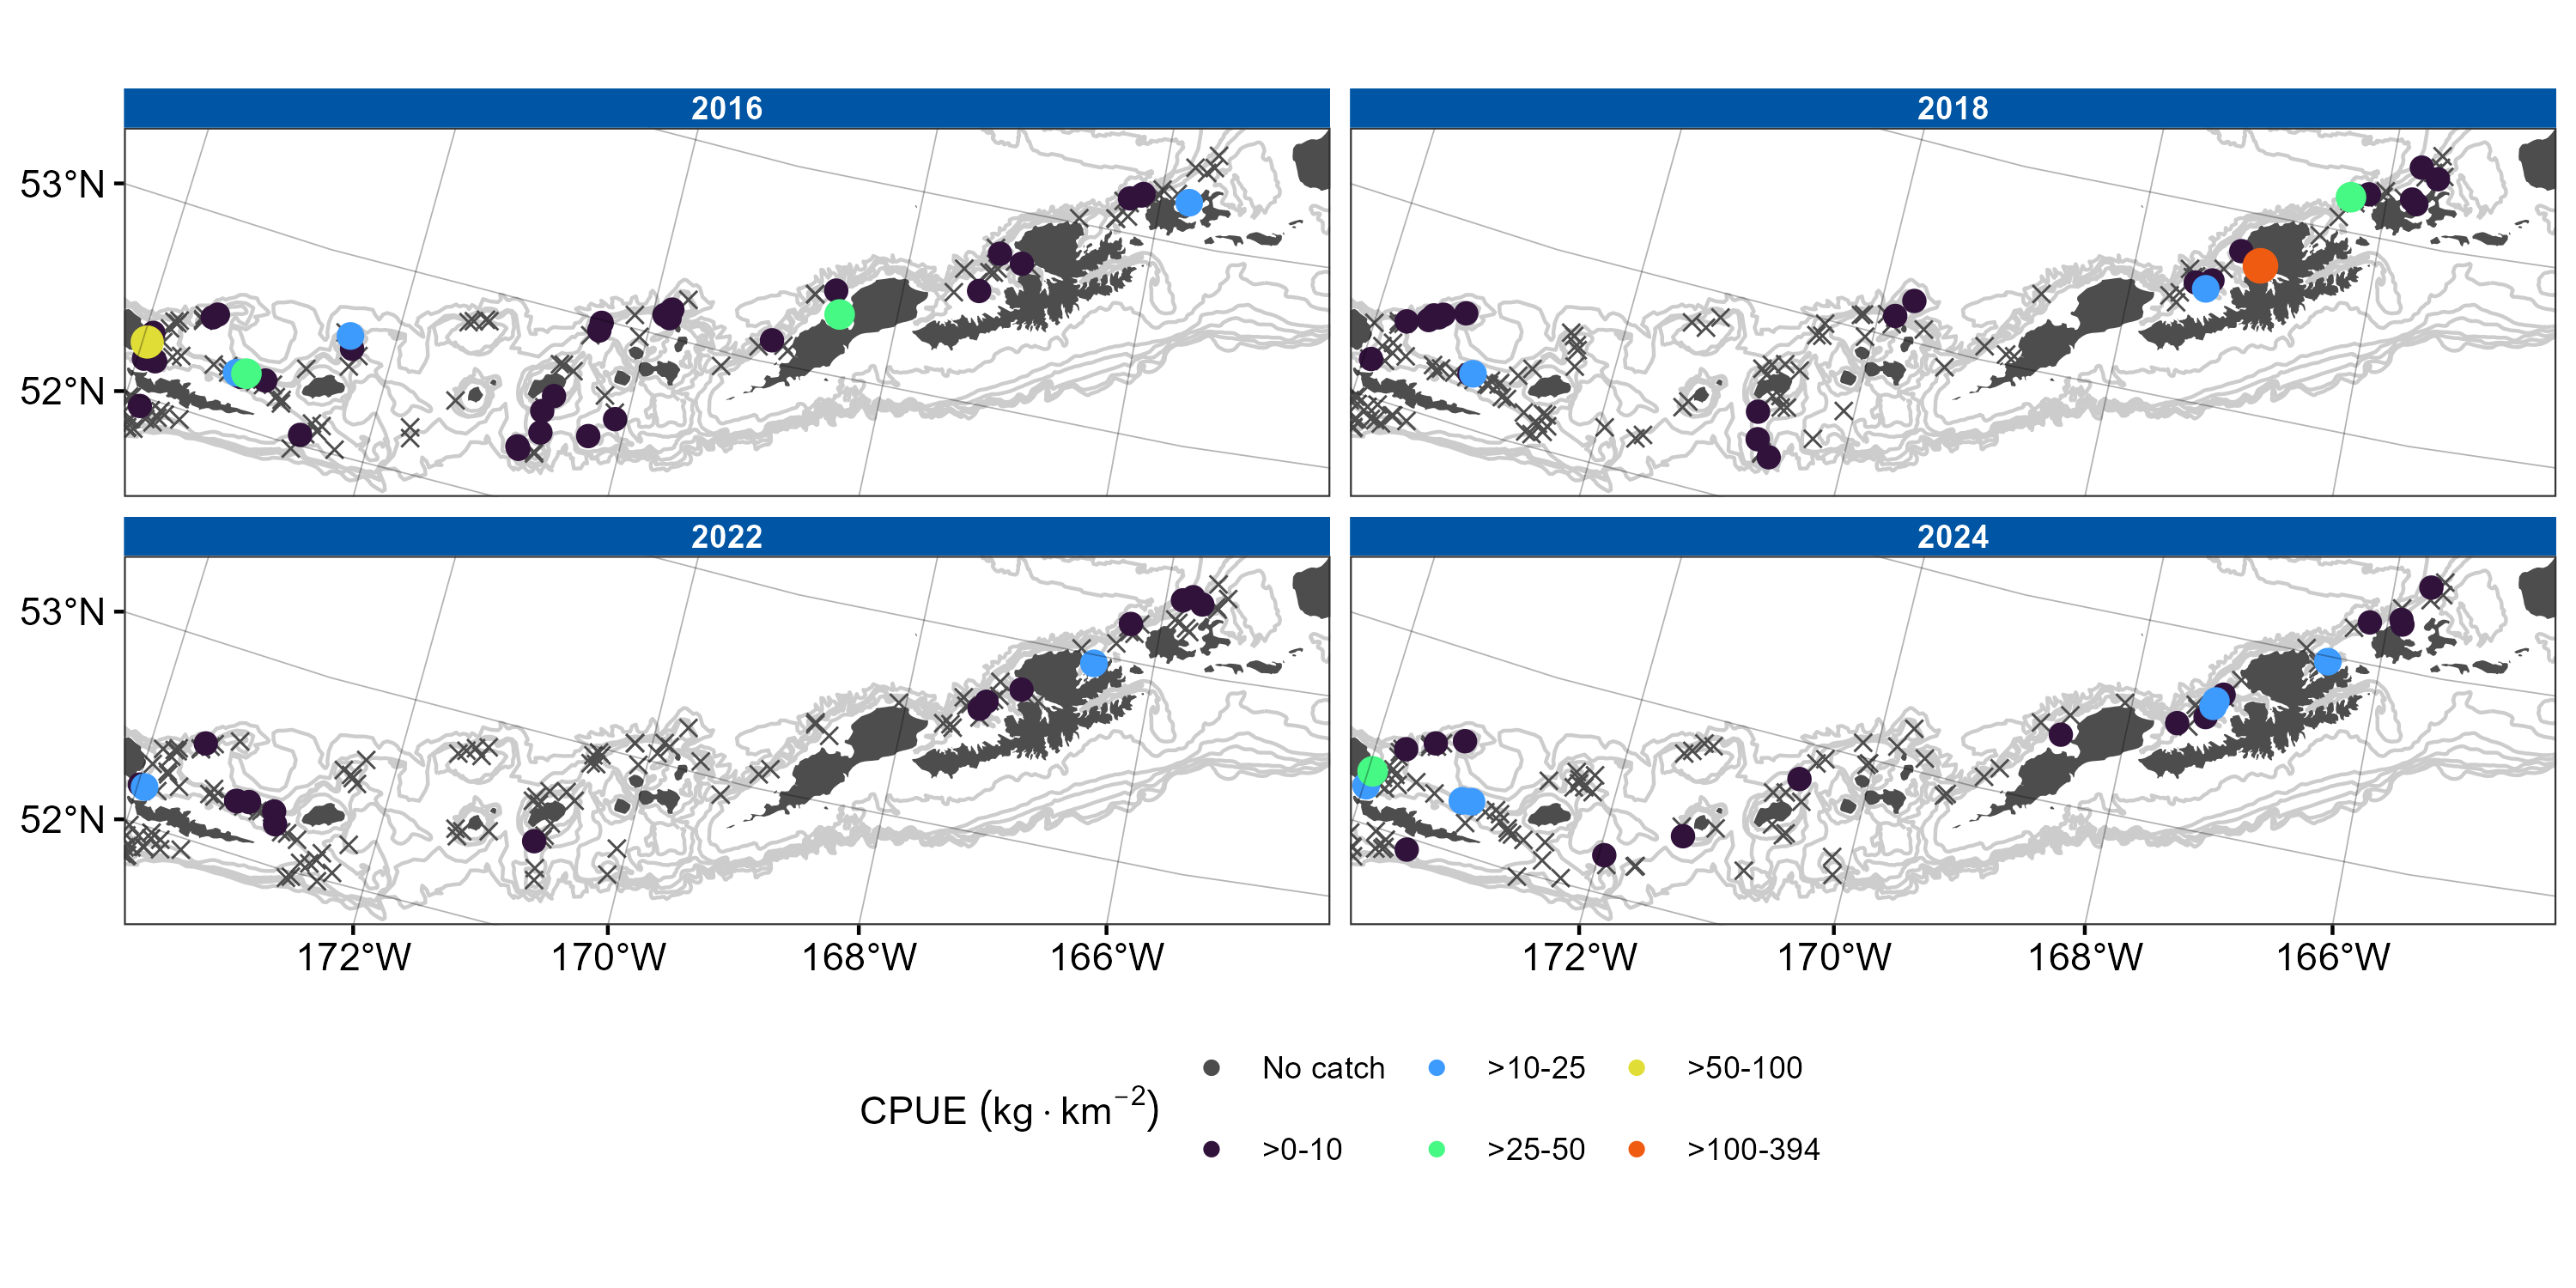 2016
2018
53°N
52°N
2022
2024
53°N
52°N
172°W 170°W 168°W 166°W
172°W 170°W 168°W 166°W
CPUE (kg · km⁻²)
No catch
>10-25
>50-100
>0-10
>25-50
>100-394